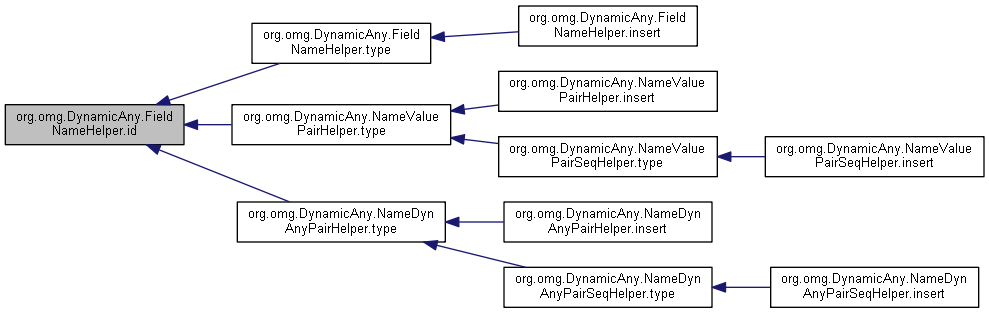 org.omg.DynamicAny.Field
NameHelper.id
org.omg.DynamicAny.Field
NameHelper.type
org.omg.DynamicAny.Field
NameHelper.insert
org.omg.DynamicAny.NameValue
PairHelper.type
org.omg.DynamicAny.NameValue
PairHelper.insert
org.omg.DynamicAny.NameValue
PairSeqHelper.type
org.omg.DynamicAny.NameValue
PairSeqHelper.insert
org.omg.DynamicAny.NameDyn
AnyPairHelper.type
org.omg.DynamicAny.NameDyn
AnyPairHelper.insert
org.omg.DynamicAny.NameDyn
AnyPairSeqHelper.type
org.omg.DynamicAny.NameDyn
AnyPairSeqHelper.insert